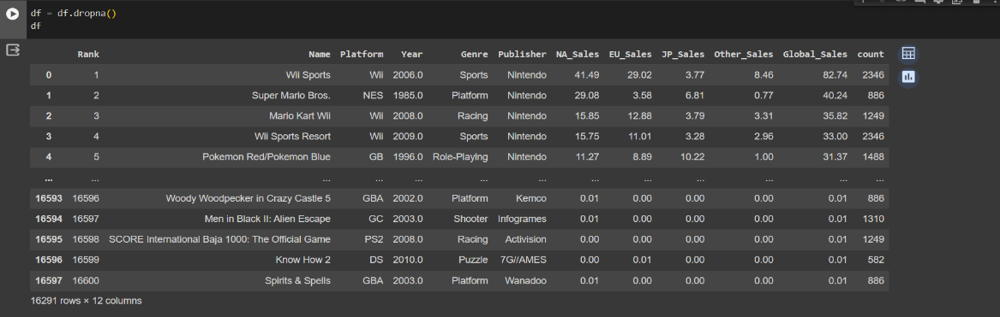 df = df.dropna()
df
Rank Name Platform Year Genre Publisher NA_Sales EU_Sales JP_Sales Other_Sales Global_Sales count
0 1 Wii Sports Wii 2006.0 Sports Nintendo 41.49 29.02 3.77 8.46 82.74 2346
1 2 Super Mario Bros. NES 1985.0 Platform Nintendo 29.08 3.58 6.81 0.77 40.24 886
2 3 Mario Kart Wii Wii 2008.0 Racing Nintendo 15.85 12.88 3.79 3.31 35.82 1249
3 4 Wii Sports Resort Wii 2009.0 Sports Nintendo 15.75 11.01 3.28 2.96 33.00 2346
4 5 Pokemon Red/Pokemon Blue GB 1996.0 Role-Playing Nintendo 11.27 8.89 10.22 1.00 31.37 1488
... ... ... ... ... ... ... ... ... ... ... ... ...
16593 16596 Woody Woodpecker in Crazy Castle 5 GBA 2002.0 Platform Kemco 0.01 0.00 0.00 0.00 0.01 886
16594 16597 Men in Black II: Alien Escape GC 2003.0 Shooter Infogrames 0.01 0.00 0.00 0.00 0.01 1310
16595 16598 SCORE International Baja 1000: The Official Game PS2 2008.0 Racing Activision 0.00 0.00 0.00 0.00 0.01 1249
16596 16599 Know How 2 DS 2010.0 Puzzle 7G//AMES 0.00 0.01 0.00 0.00 0.01 582
16597 16600 Spirits & Spells GBA 2003.0 Platform Wanadoo 0.01 0.00 0.00 0.00 0.01 886
16291 rows × 12 columns